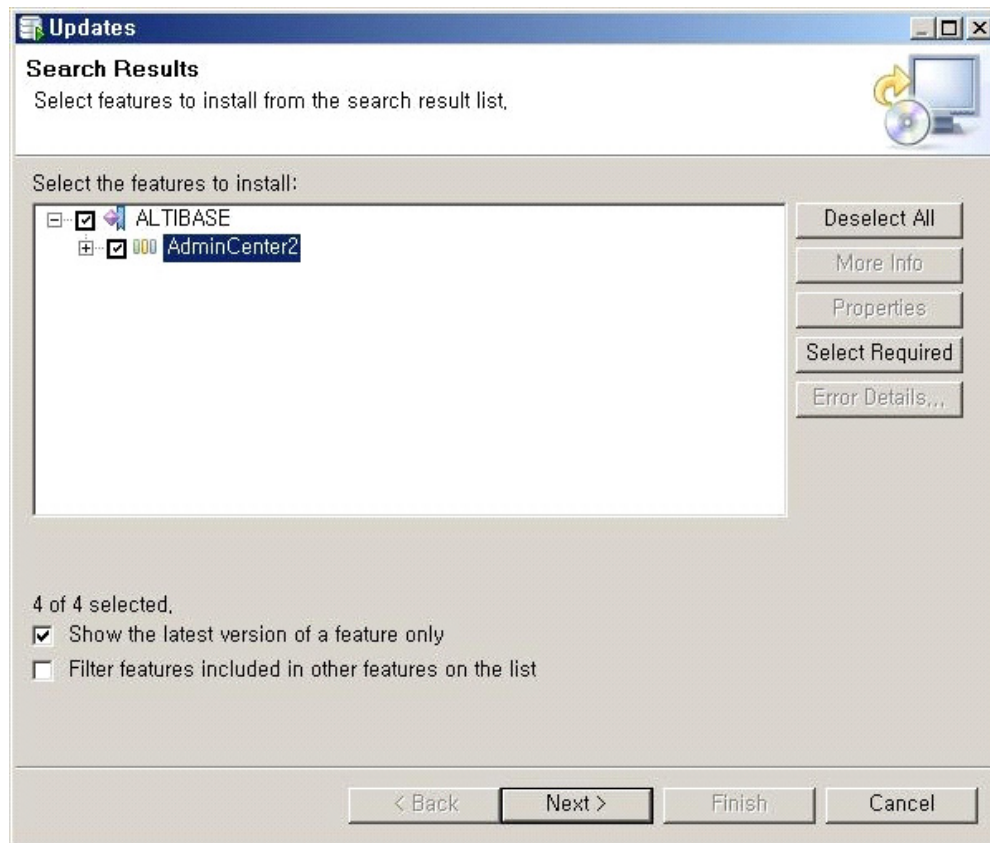 Updates
Search Results
Select features to install from the search result list,
Select the features to install:
ALTIBASE
AdminCenter2
Deselect All
More Info
Properties
Select Required
Error Details,,,
4 of 4 selected,
Show the latest version of a feature only
Filter features included in other features on the list
< Back
Next >
Finish
Cancel